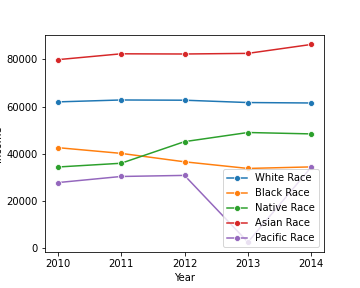 80000
60000
40000
20000
0
White Race
Black Race
Native Race
Asian Race
Pacific Race
2010 2011 2012 2013 2014
Year